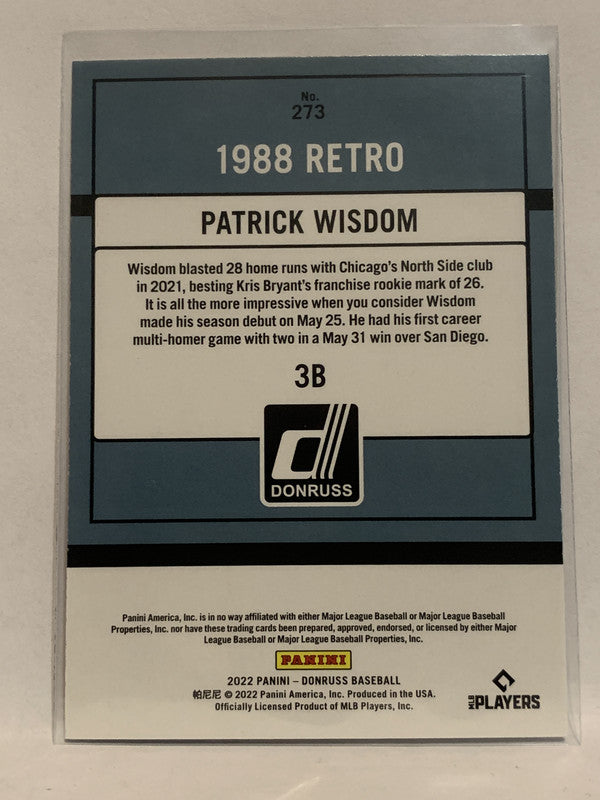 No.
273
1988 RETRO
PATRICK WISDOM
Wisdom blasted 28 home runs with Chicago's North Side club
in 2021, besting Kris Bryant's franchise rookie mark of 26.
It is all the more impressive when you consider Wisdom
made his season debut on May 25. He had his first career
multi-homer game with two in a May 31 win over San Diego.
3B
d
DONRUSS
Panini America, Inc. is in no way affiliated with either Major League Baseball or Major League Baseball
Properties, Inc. nor have these trading cards been prepared, approved, endorsed, or licensed by either Major
League Baseball or Major League Baseball Properties, Inc.
PANINI
2022 PANINI – DONRUSS BASEBALL
帕尼尼 © 2022 Panini America, Inc. Produced in the USA.
Officially Licensed Product of MLB Players, Inc.
MLB PLAYERS